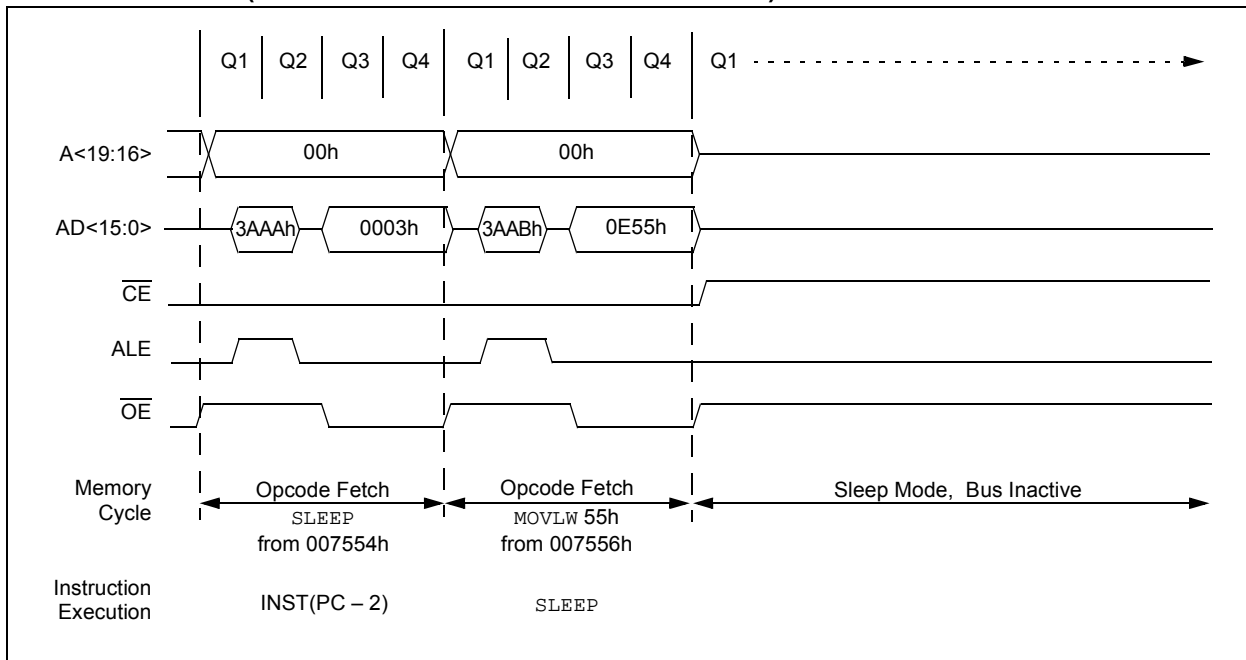 Q1 Q2 Q3 Q4 Q1 Q2 Q3 Q4 Q1
A<19:16> 00h 00h
AD<15:0> 3AAAh 0003h 3AABh 0E55h
CE
ALE
OE
Memory
Cycle
Opcode Fetch
SLEEP
from 007554h
Opcode Fetch
MOVLW 55h
from 007556h
Sleep Mode, Bus Inactive
Instruction
Execution
INST(PC – 2)
SLEEP